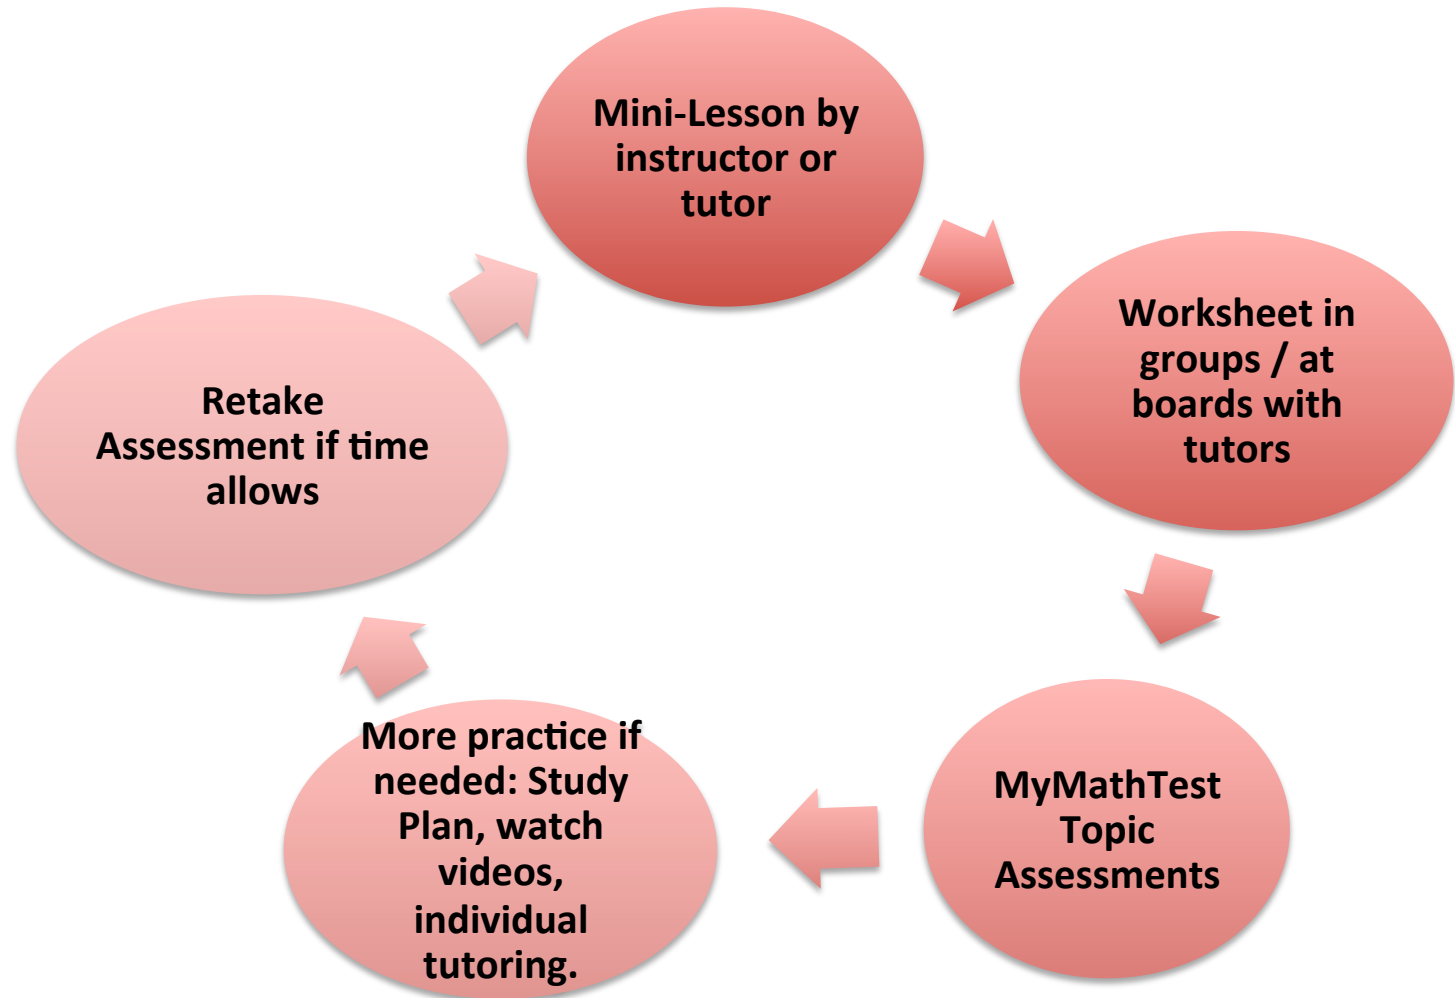 Mini-Lesson by
instructor or
tutor
Worksheet in
groups / at
boards with
tutors
MyMathTest
Topic
Assessments
More practice if
needed: Study
Plan, watch
videos,
individual
tutoring.
Retake
Assessment if time
allows